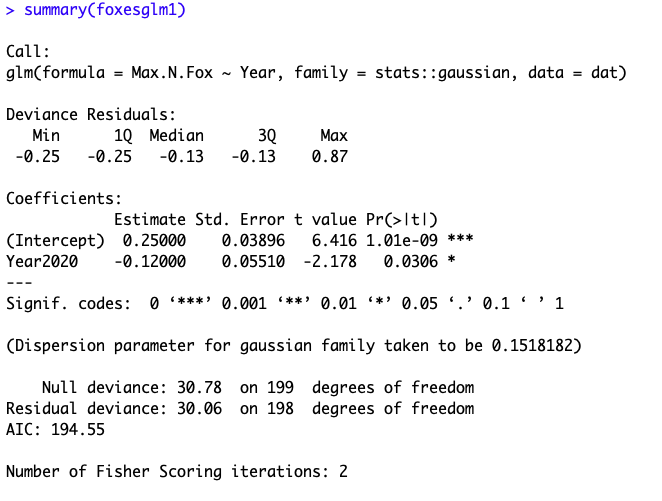 > summary(foxesglm1)
Call:
glm(formula = Max.N.Fox ~ Year, family = stats::gaussian, data = dat)
Deviance Residuals:
Min 1Q Median 3Q Max
-0.25 -0.25 -0.13 -0.13 0.87
Coefficients:
Estimate Std. Error t value Pr(>|t|)
(Intercept) 0.25000 0.03896 6.416 1.01e-09 ***
Year2020 -0.12000 0.05510 -2.178 0.0306 *
---
Signif. codes: 0 ‘***’ 0.001 ‘**’ 0.01 ‘*’ 0.05 ‘.’ 0.1 ‘ ’ 1
(Dispersion parameter for gaussian family taken to be 0.1518182)
Null deviance: 30.78 on 199 degrees of freedom
Residual deviance: 30.06 on 198 degrees of freedom
AIC: 194.55
Number of Fisher Scoring iterations: 2